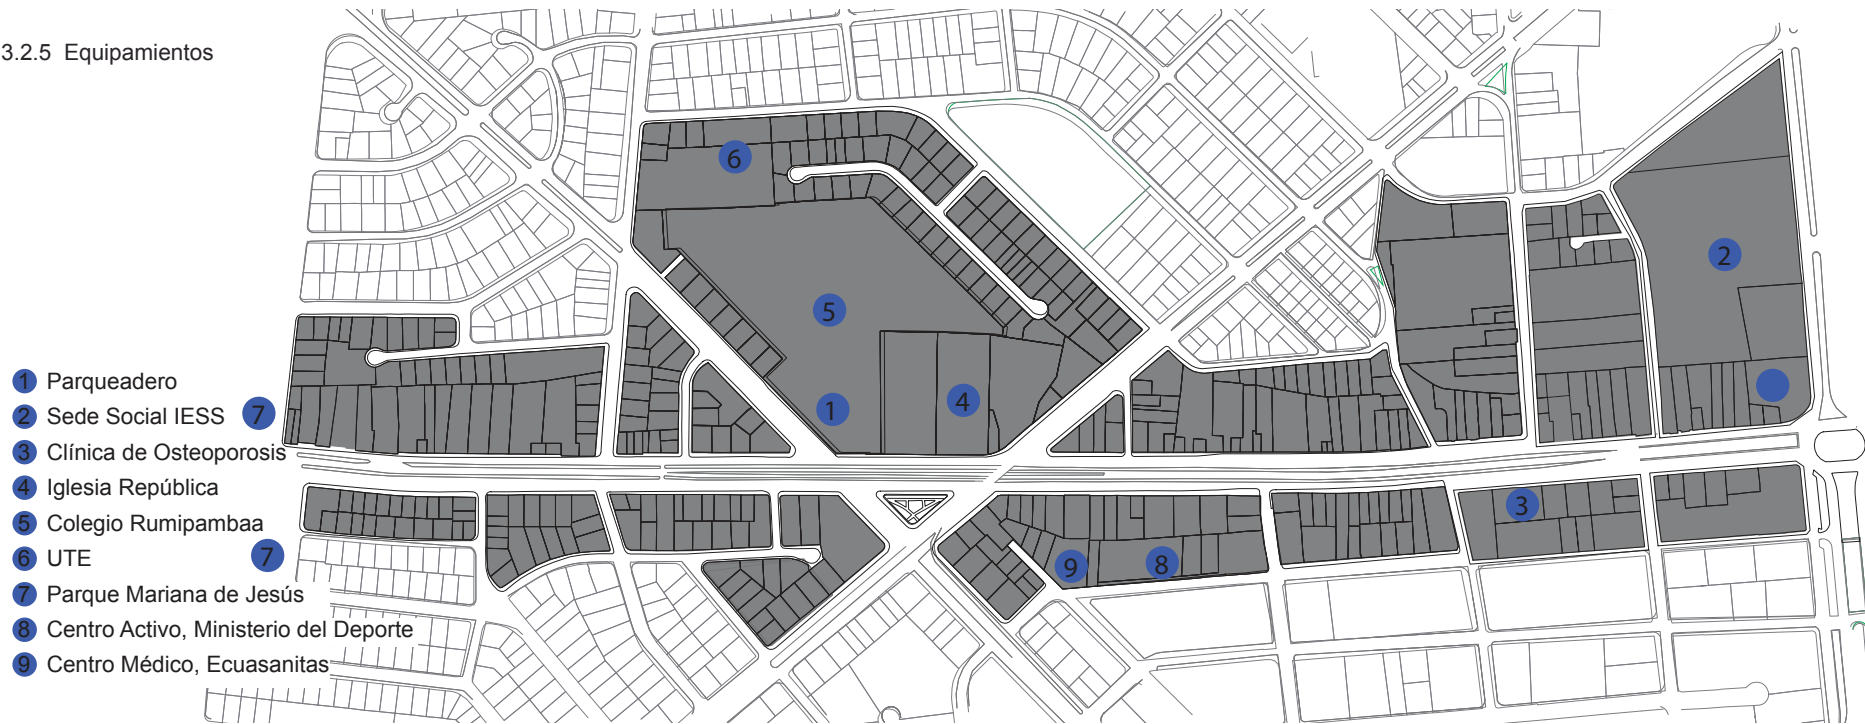 3.2.5 Equipamientos
6
2
5
1 Parqueadero
2 Sede Social IESS
7
1
4
3 Clínica de Osteoporosis
4 Iglesia República
3
5 Colegio Rumipambaa
6 UTE
7
9
8
7 Parque Mariana de Jesús
8 Centro Activo, Ministerio del Deporte
9 Centro Médico, Ecuasanitas